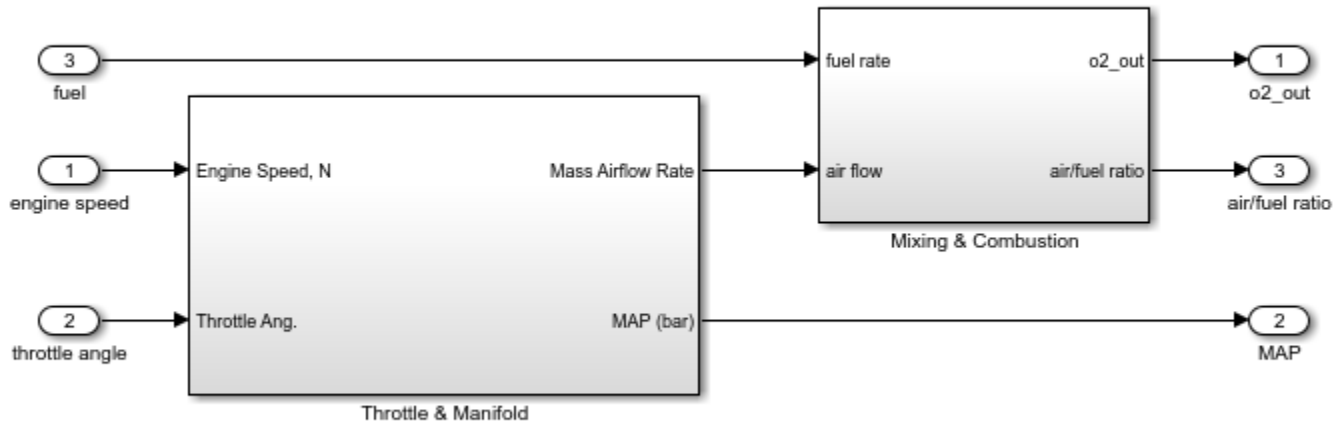 3
fuel
fuel rate
o2_out
1
o2_out
1
engine speed
Engine Speed, N
Mass Airflow Rate
air flow
air/fuel ratio
3
air/fuel ratio
Mixing & Combustion
2
throttle angle
Throttle Ang.
MAP (bar)
2
MAP
Throttle & Manifold